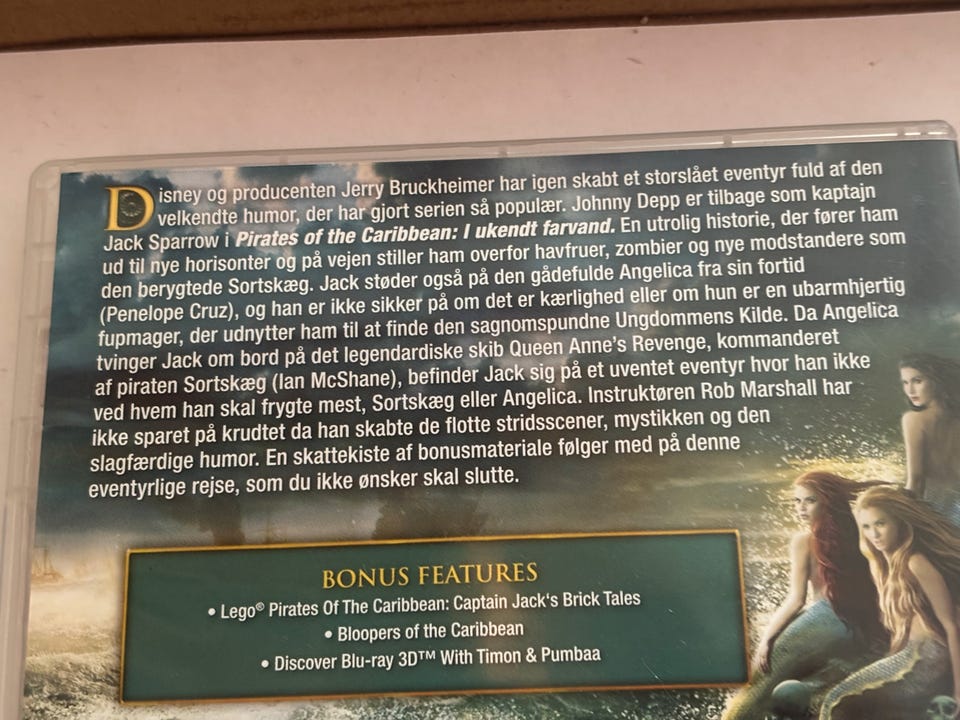 Disney og producenten Jerry Bruckheimer har igen skabt et storslået eventyr fuld af den
velkendte humor, der har gjort serien så populær. Johnny Depp er tilbage som kaptajn
Jack Sparrow i Pirates of the Caribbean: I ukendt farvand. En utrolig historie, der fører ham
ud til nye horisonter og på vejen stiller ham overfor havfruer, zombier og nye modstandere som
den berygtede Sortskæg. Jack støder også på den gådefulde Angelica fra sin fortid
(Penelope Cruz), og han er ikke sikker på om det er kærlighed eller om hun er en ubarmhjertig
fupmager, der udnytter ham til at finde den sagnomspundne Ungdommens Kilde. Da Angelica
tvinger Jack om bord på det legendardiske skib Queen Anne's Revenge, kommanderet
af piraten Sortskæg (Ian McShane), befinder Jack sig på et uventet eventyr hvor han ikke
ved hvem han skal frygte mest, Sortskæg eller Angelica. Instruktøren Rob Marshall har
ikke sparet på krudtet da han skabte de flotte stridsscener, mystikken og den
slagfærdige humor. En skattekiste af bonusmateriale følger med på denne
eventyrlige rejse, som du ikke ønsker skal slutte.
BONUS FEATURES
• Lego® Pirates Of The Caribbean: Captain Jack's Brick Tales
• Bloopers of the Caribbean
• Discover Blu-ray 3D™ With Timon & Pumbaa